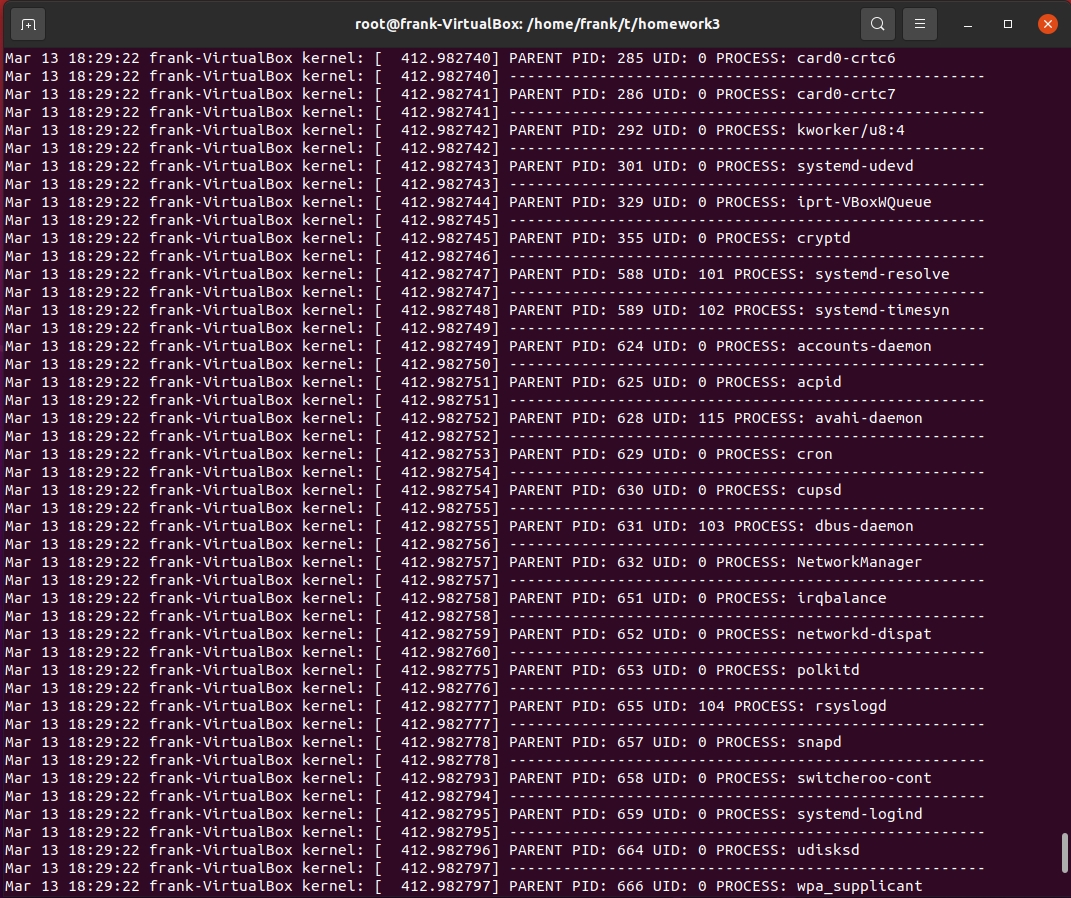 root@frank-VirtualBox: /home/frank/t/homework3
Mar 13 18:29:22 frank-VirtualBox kernel: [  412.982740] PARENT PID: 285 UID: 0 PROCESS: card0-crtc6
Mar 13 18:29:22 frank-VirtualBox kernel: [  412.982740] -----------------------------------------------------
Mar 13 18:29:22 frank-VirtualBox kernel: [  412.982741] PARENT PID: 286 UID: 0 PROCESS: card0-crtc7
Mar 13 18:29:22 frank-VirtualBox kernel: [  412.982741] -----------------------------------------------------
Mar 13 18:29:22 frank-VirtualBox kernel: [  412.982742] PARENT PID: 292 UID: 0 PROCESS: kworker/u8:4
Mar 13 18:29:22 frank-VirtualBox kernel: [  412.982742] -----------------------------------------------------
Mar 13 18:29:22 frank-VirtualBox kernel: [  412.982743] PARENT PID: 301 UID: 0 PROCESS: systemd-udevd
Mar 13 18:29:22 frank-VirtualBox kernel: [  412.982743] -----------------------------------------------------
Mar 13 18:29:22 frank-VirtualBox kernel: [  412.982744] PARENT PID: 329 UID: 0 PROCESS: iprt-VBoxWQueue
Mar 13 18:29:22 frank-VirtualBox kernel: [  412.982745] -----------------------------------------------------
Mar 13 18:29:22 frank-VirtualBox kernel: [  412.982745] PARENT PID: 355 UID: 0 PROCESS: cryptd
Mar 13 18:29:22 frank-VirtualBox kernel: [  412.982746] -----------------------------------------------------
Mar 13 18:29:22 frank-VirtualBox kernel: [  412.982747] PARENT PID: 588 UID: 101 PROCESS: systemd-resolve
Mar 13 18:29:22 frank-VirtualBox kernel: [  412.982747] -----------------------------------------------------
Mar 13 18:29:22 frank-VirtualBox kernel: [  412.982748] PARENT PID: 589 UID: 102 PROCESS: systemd-timesyn
Mar 13 18:29:22 frank-VirtualBox kernel: [  412.982749] -----------------------------------------------------
Mar 13 18:29:22 frank-VirtualBox kernel: [  412.982749] PARENT PID: 624 UID: 0 PROCESS: accounts-daemon
Mar 13 18:29:22 frank-VirtualBox kernel: [  412.982750] -----------------------------------------------------
Mar 13 18:29:22 frank-VirtualBox kernel: [  412.982751] PARENT PID: 625 UID: 0 PROCESS: acpid
Mar 13 18:29:22 frank-VirtualBox kernel: [  412.982751] -----------------------------------------------------
Mar 13 18:29:22 frank-VirtualBox kernel: [  412.982752] PARENT PID: 628 UID: 115 PROCESS: avahi-daemon
Mar 13 18:29:22 frank-VirtualBox kernel: [  412.982752] -----------------------------------------------------
Mar 13 18:29:22 frank-VirtualBox kernel: [  412.982753] PARENT PID: 629 UID: 0 PROCESS: cron
Mar 13 18:29:22 frank-VirtualBox kernel: [  412.982754] -----------------------------------------------------
Mar 13 18:29:22 frank-VirtualBox kernel: [  412.982754] PARENT PID: 630 UID: 0 PROCESS: cupsd
Mar 13 18:29:22 frank-VirtualBox kernel: [  412.982755] -----------------------------------------------------
Mar 13 18:29:22 frank-VirtualBox kernel: [  412.982755] PARENT PID: 631 UID: 103 PROCESS: dbus-daemon
Mar 13 18:29:22 frank-VirtualBox kernel: [  412.982756] -----------------------------------------------------
Mar 13 18:29:22 frank-VirtualBox kernel: [  412.982757] PARENT PID: 632 UID: 0 PROCESS: NetworkManager
Mar 13 18:29:22 frank-VirtualBox kernel: [  412.982757] -----------------------------------------------------
Mar 13 18:29:22 frank-VirtualBox kernel: [  412.982758] PARENT PID: 651 UID: 0 PROCESS: irqbalance
Mar 13 18:29:22 frank-VirtualBox kernel: [  412.982758] -----------------------------------------------------
Mar 13 18:29:22 frank-VirtualBox kernel: [  412.982759] PARENT PID: 652 UID: 0 PROCESS: networkd-dispat
Mar 13 18:29:22 frank-VirtualBox kernel: [  412.982760] -----------------------------------------------------
Mar 13 18:29:22 frank-VirtualBox kernel: [  412.982775] PARENT PID: 653 UID: 0 PROCESS: polkitd
Mar 13 18:29:22 frank-VirtualBox kernel: [  412.982776] -----------------------------------------------------
Mar 13 18:29:22 frank-VirtualBox kernel: [  412.982777] PARENT PID: 655 UID: 104 PROCESS: rsyslogd
Mar 13 18:29:22 frank-VirtualBox kernel: [  412.982777] -----------------------------------------------------
Mar 13 18:29:22 frank-VirtualBox kernel: [  412.982778] PARENT PID: 657 UID: 0 PROCESS: snapd
Mar 13 18:29:22 frank-VirtualBox kernel: [  412.982778] -----------------------------------------------------
Mar 13 18:29:22 frank-VirtualBox kernel: [  412.982793] PARENT PID: 658 UID: 0 PROCESS: switcheroo-cont
Mar 13 18:29:22 frank-VirtualBox kernel: [  412.982794] -----------------------------------------------------
Mar 13 18:29:22 frank-VirtualBox kernel: [  412.982795] PARENT PID: 659 UID: 0 PROCESS: systemd-logind
Mar 13 18:29:22 frank-VirtualBox kernel: [  412.982795] -----------------------------------------------------
Mar 13 18:29:22 frank-VirtualBox kernel: [  412.982796] PARENT PID: 664 UID: 0 PROCESS: udisksd
Mar 13 18:29:22 frank-VirtualBox kernel: [  412.982797] -----------------------------------------------------
Mar 13 18:29:22 frank-VirtualBox kernel: [  412.982797] PARENT PID: 666 UID: 0 PROCESS: wpa_supplicant